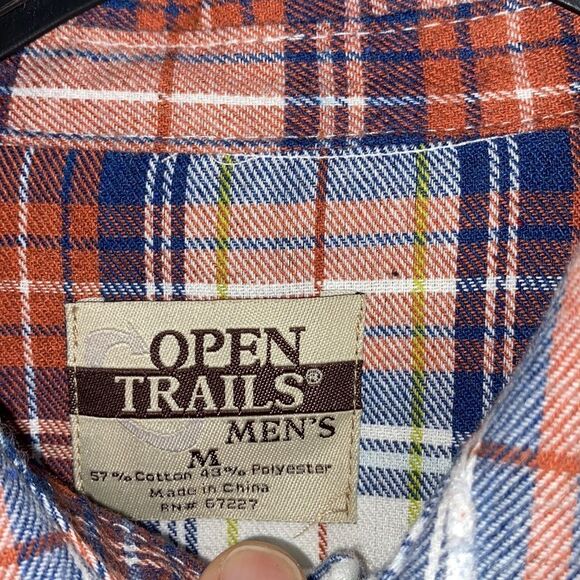 OPEN
TRAILS®
MEN'S
M
57% Cotton 43% Polyester
Made in China
RN# 67227